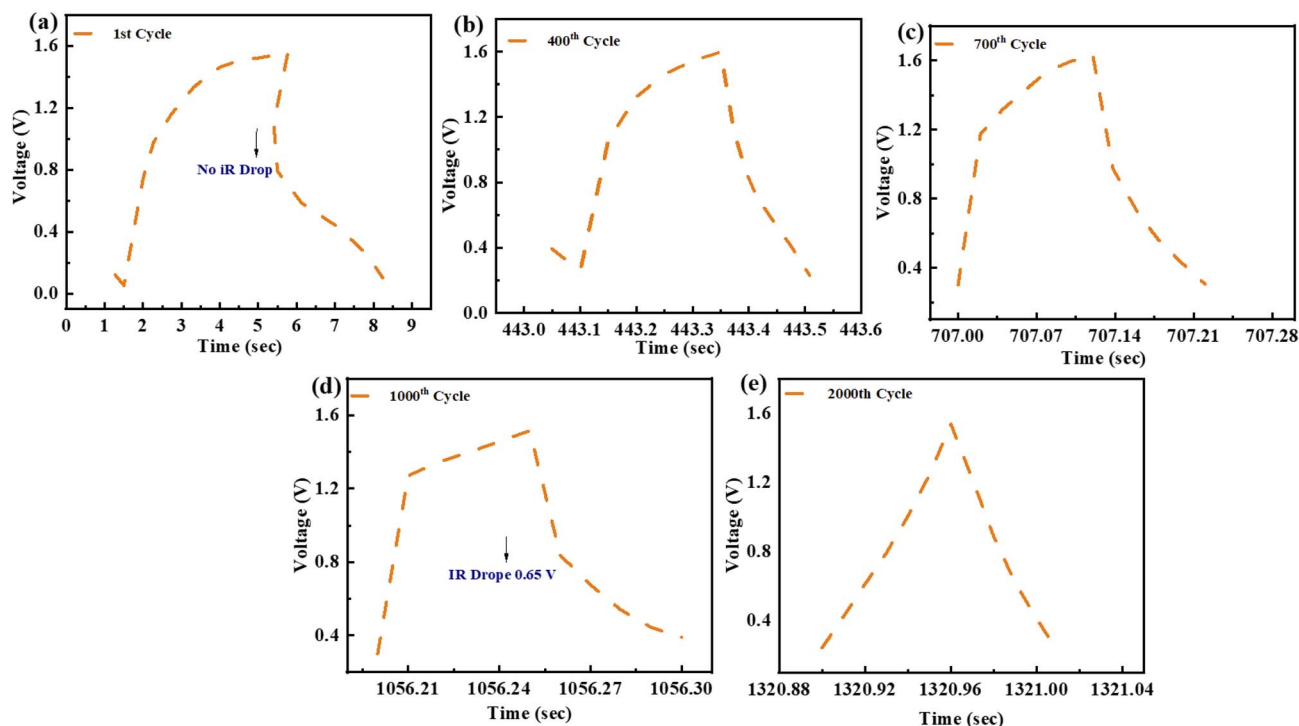 (a)
1st Cycle
No iR Drop
Voltage (V)
1.6
1.2
0.8
0.4
0.0
0 1 2 3 4 5 6 7 8 9
Time (sec)
(b)
400th Cycle
Voltage (V)
1.6
1.2
0.8
0.4
0.0
443.0 443.1 443.2 443.3 443.4 443.5 443.6
Time (sec)
(c)
700th Cycle
Voltage (V)
1.6
1.2
0.8
0.4
707.00 707.07 707.14 707.21 707.28
Time (sec)
(d)
1000th Cycle
IR Drope 0.65 V
Voltage (V)
1.6
1.2
0.8
0.4
1056.21 1056.24 1056.27 1056.30
Time (sec)
(e)
2000th Cycle
Voltage (V)
1.6
1.2
0.8
0.4
1320.88 1320.92 1320.96 1321.00 1321.04
Time (sec)